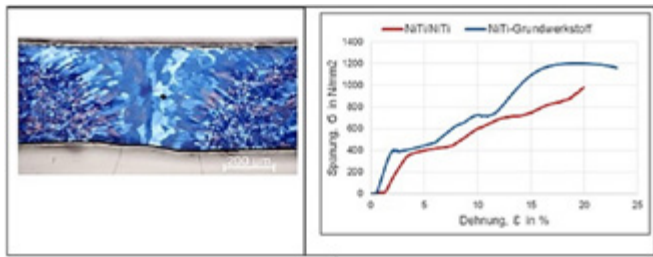 200 µm
NiTi/NiTi
NiTi-Grundwerkstoff
Spanung, Ϭ in N/mm2
1400
1200
1000
800
600
400
200
0
0 5 10 15 20 25
Dehnung, Ɛ in %